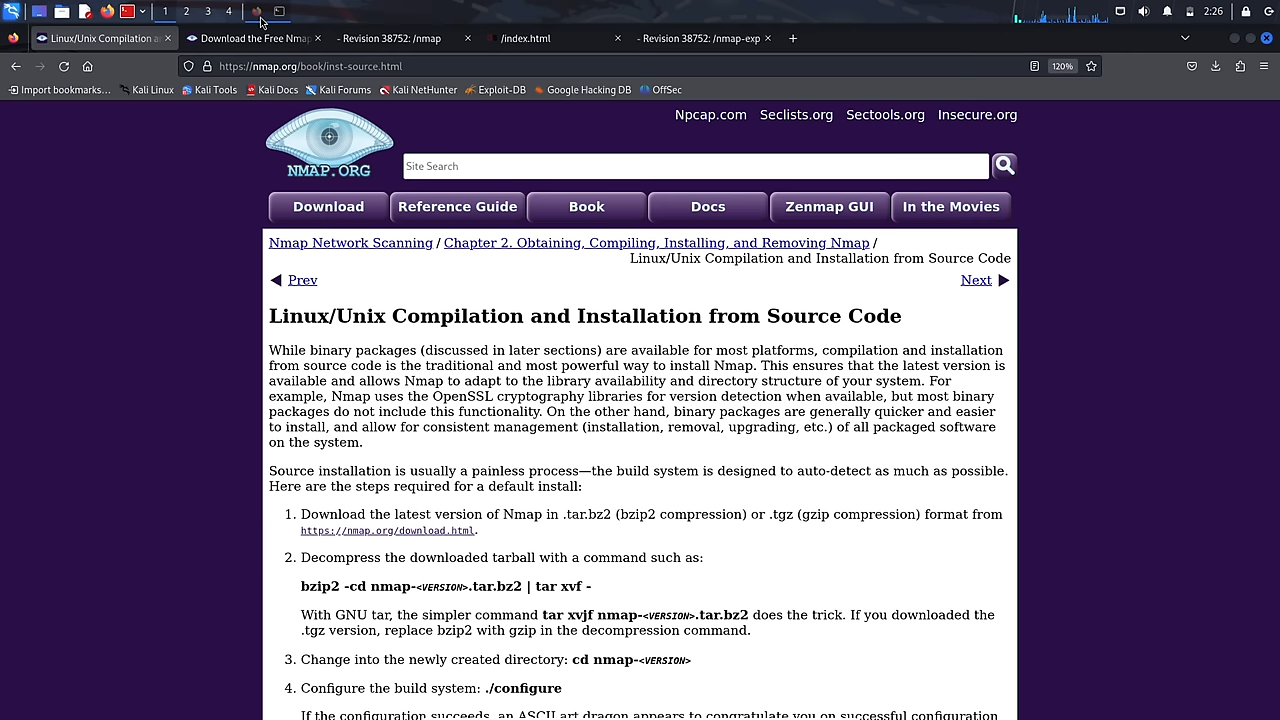 1 2 3 4 2:26
Linux/Unix Compilation an
Download the Free Nmap
- Revision 38752: /nmap
/index.html
- Revision 38752: /nmap-exp
https://nmap.org/book/inst-source.html 120%
Import bookmarks... Kali Linux Kali Tools Kali Docs Kali Forums Kali NetHunter Exploit-DB Google Hacking DB OffSec
Npcap.com Seclists.org Sectools.org Insecure.org
NMAP.ORG
Site Search
Download Reference Guide Book Docs Zenmap GUI In the Movies
Nmap Network Scanning / Chapter 2. Obtaining, Compiling, Installing, and Removing Nmap /
Linux/Unix Compilation and Installation from Source Code
Prev Next
Linux/Unix Compilation and Installation from Source Code
While binary packages (discussed in later sections) are available for most platforms, compilation and installation
from source code is the traditional and most powerful way to install Nmap. This ensures that the latest version is
available and allows Nmap to adapt to the library availability and directory structure of your system. For
example, Nmap uses the OpenSSL cryptography libraries for version detection when available, but most binary
packages do not include this functionality. On the other hand, binary packages are generally quicker and easier
to install, and allow for consistent management (installation, removal, upgrading, etc.) of all packaged software
on the system.
Source installation is usually a painless process—the build system is designed to auto-detect as much as possible.
Here are the steps required for a default install:
1. Download the latest version of Nmap in .tar.bz2 (bzip2 compression) or .tgz (gzip compression) format from
https://nmap.org/download.html.
2. Decompress the downloaded tarball with a command such as:
bzip2 -cd nmap-<VERSION>.tar.bz2 | tar xvf -
With GNU tar, the simpler command tar xvjf nmap-<VERSION>.tar.bz2 does the trick. If you downloaded the
.tgz version, replace bzip2 with gzip in the decompression command.
3. Change into the newly created directory: cd nmap-<VERSION>
4. Configure the build system: ./configure
If the configuration succeeds, an ASCII art dragon appears to congratulate you on successful configuration